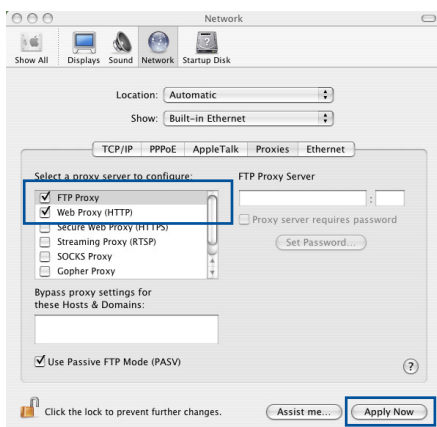 Network
Show All Displays Sound Network Startup Disk
Location: Automatic
Show: Built-in Ethernet
TCP/IP PPPoE AppleTalk Proxies Ethernet
Select a proxy server to configure: FTP Proxy Server
FTP Proxy
:
Web Proxy (HTTP)
Proxy server requires password
Secure Web Proxy (HTTPS)
Streaming Proxy (RTSP)
Set Password...
SOCKS Proxy
Gopher Proxy
Bypass proxy settings for
these Hosts & Domains:
Use Passive FTP Mode (PASV)
?
Click the lock to prevent further changes. Assist me... Apply Now